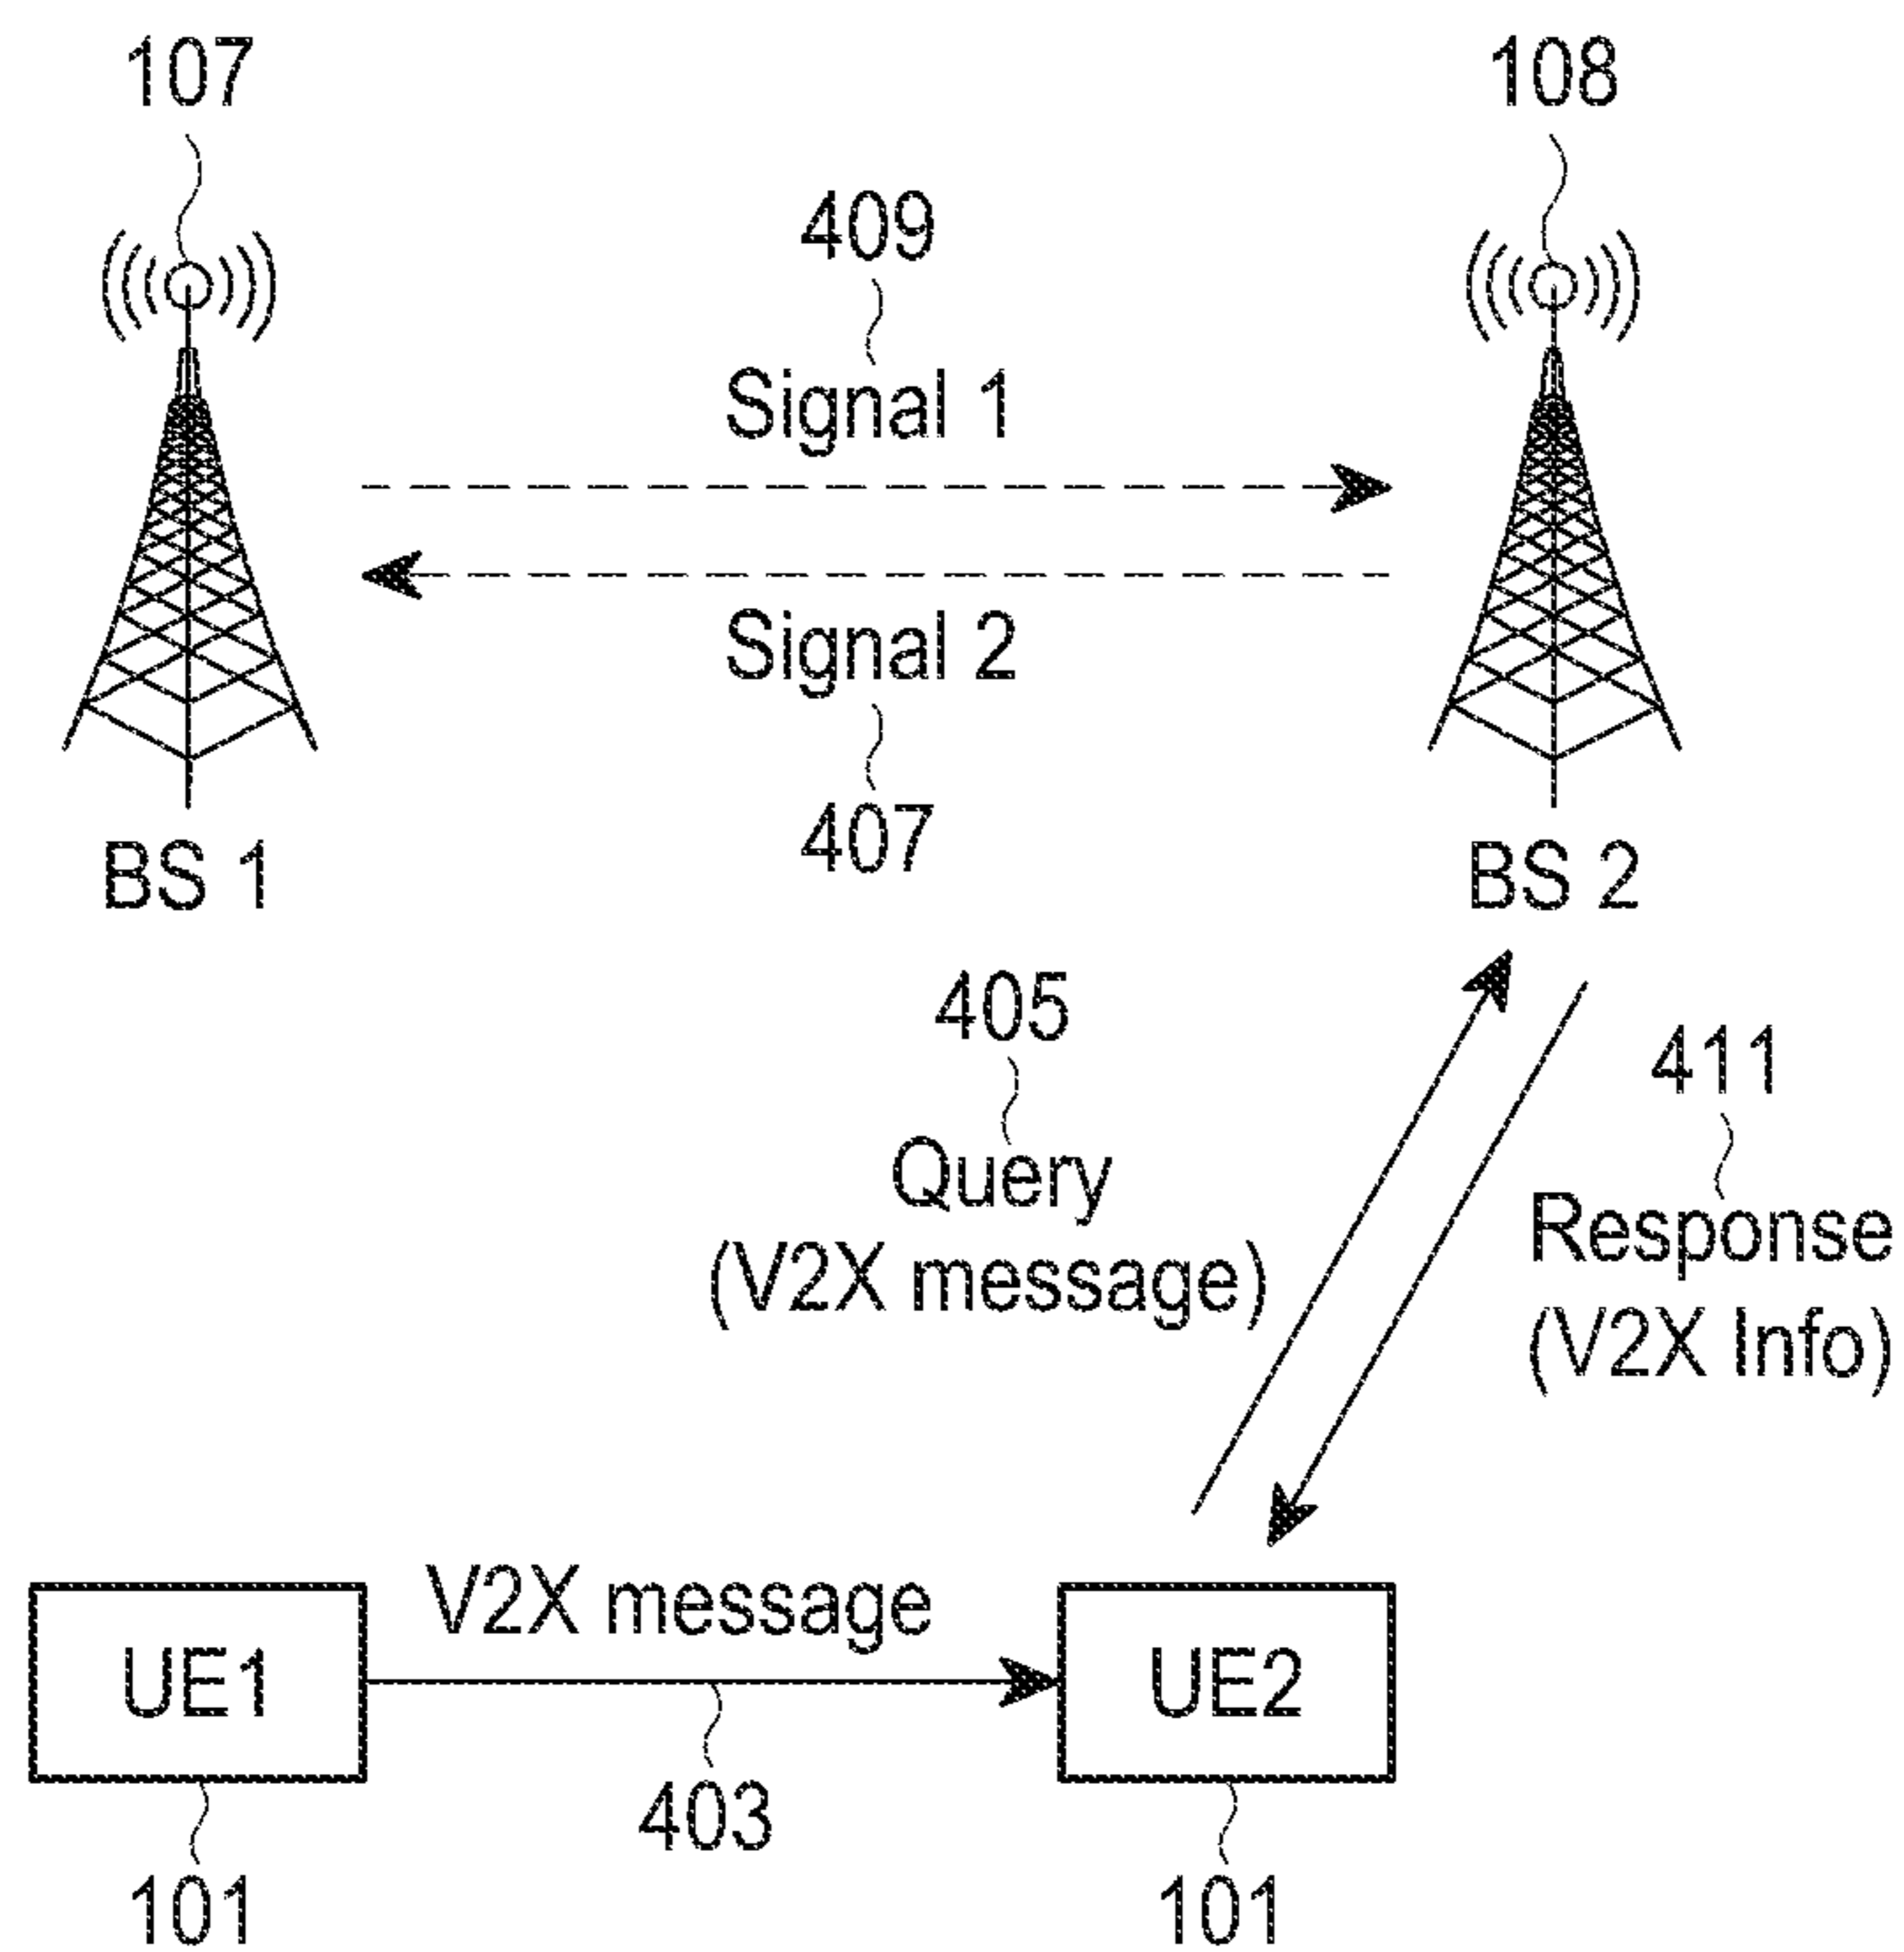 107
108
409
Signal 1
Signal 2
407
BS 1
BS 2
405
Query
(V2X message)
411
Response
(V2X Info)
V2X message
UE1
UE2
403
101
101